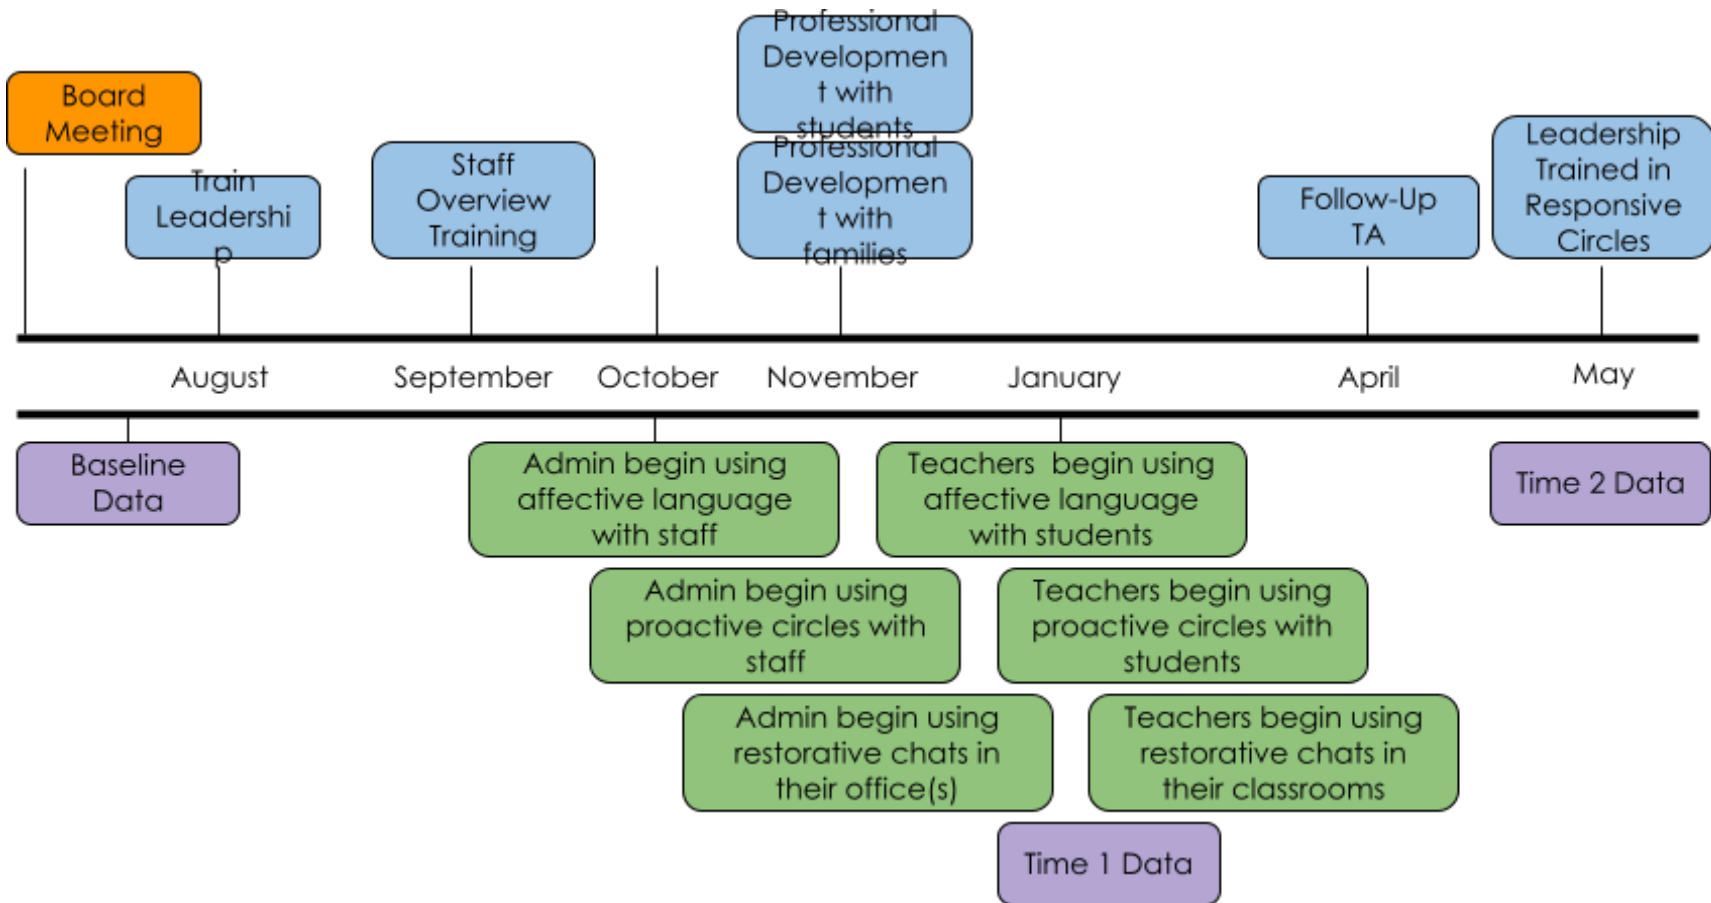 Board
Meeting
Train
Leadershi
p
Staff
Overview
Training
Professional
Developmen
t with
students
Professional
Developmen
t with
families
Follow-Up
TA
Leadership
Trained in
Responsive
Circles
August
September
October
November
January
April
May
Baseline
Data
Admin begin using
affective language
with staff
Teachers  begin using
affective language
with students
Time 2 Data
Admin begin using
proactive circles with
staff
Teachers begin using
proactive circles with
students
Admin begin using
restorative chats in
their office(s)
Teachers begin using
restorative chats in
their classrooms
Time 1 Data